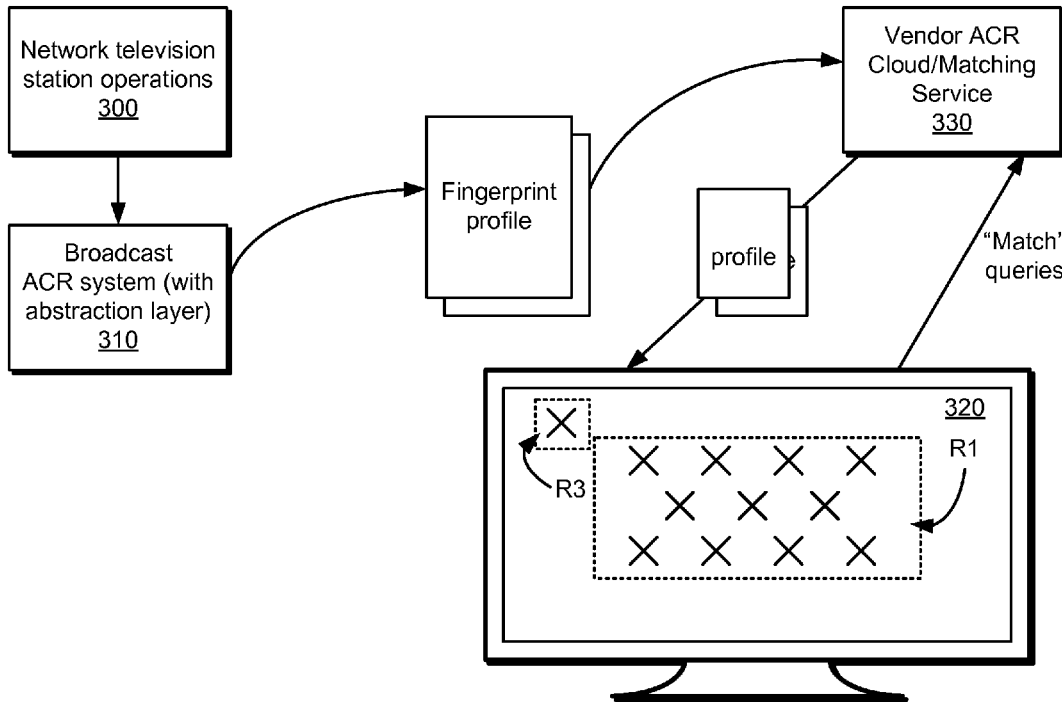 Network television
station operations
300
Vendor ACR
Cloud/Matching
Service
330
Fingerprint
profile
Broadcast
ACR system (with
abstraction layer)
310
profile e
“Match”
queries
320
R1
R3